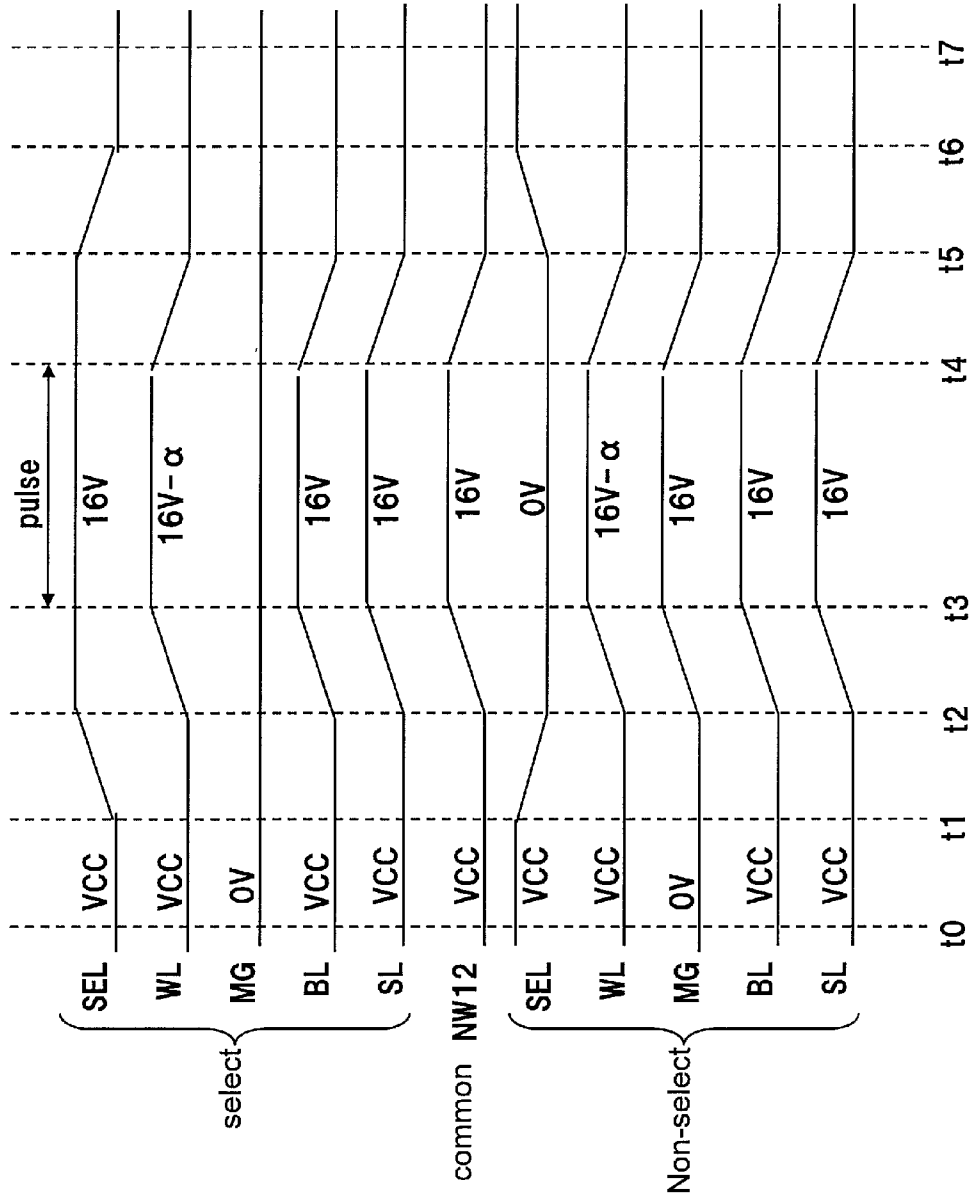 pulse
select
SEL VCC 16V
WL VCC 16V-α
MG 0V
BL VCC 16V
SL VCC 16V
common NW12 VCC 16V
Non-select
SEL VCC 0V
WL VCC 16V-α
MG 0V 16V
BL VCC 16V
SL VCC 16V
t0 t1 t2 t3 t4 t5 t6 t7